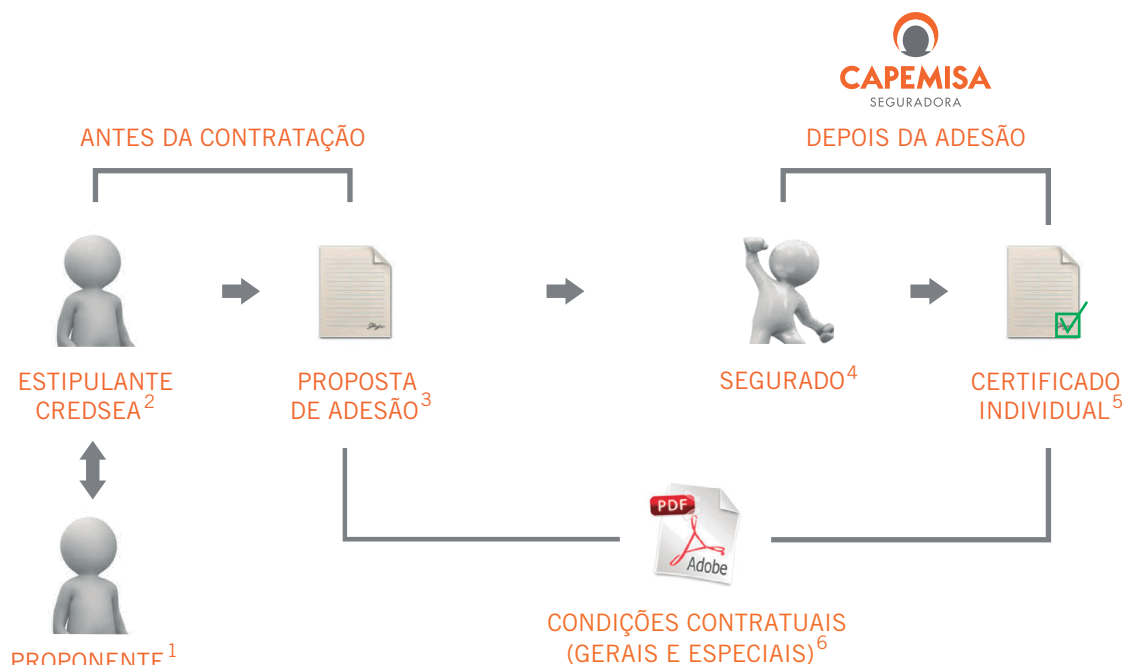 CAPEMISA
SEGURADORA
ANTES DA CONTRATAÇÃO
DEPOIS DA ADESÃO
ESTIPULANTE
CREDSEA2
PROPOSTA
DE ADESÃO3
SEGURADO4
CERTIFICADO
INDIVIDUAL5
PDF
Adobe
PROPONENTE1
CONDIÇÕES CONTRATUAIS
(GERAIS E ESPECIAIS)6